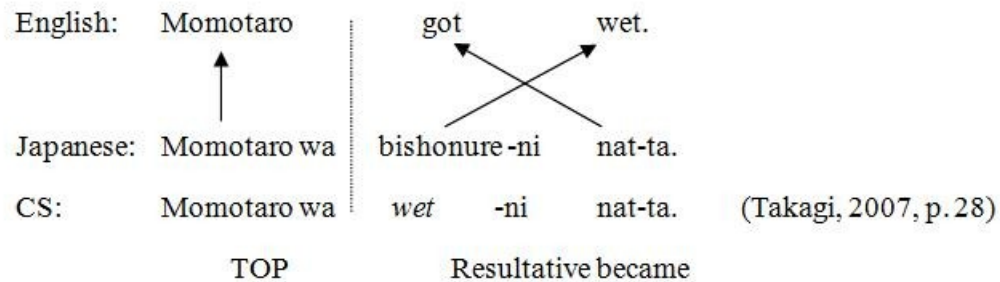 English: Momotaro got wet.
Japanese: Momotaro wa bishonure -ni nat-ta.
CS: Momotaro wa wet -ni nat-ta. (Takagi, 2007, p.28)
TOP Resultative became